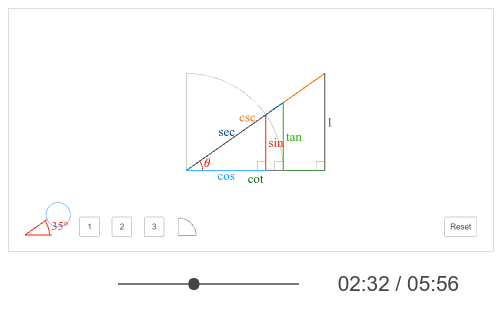 csc
sec
sin
tan
1
θ
cos
cot
35°
1
2
3
Reset
02:32 / 05:56